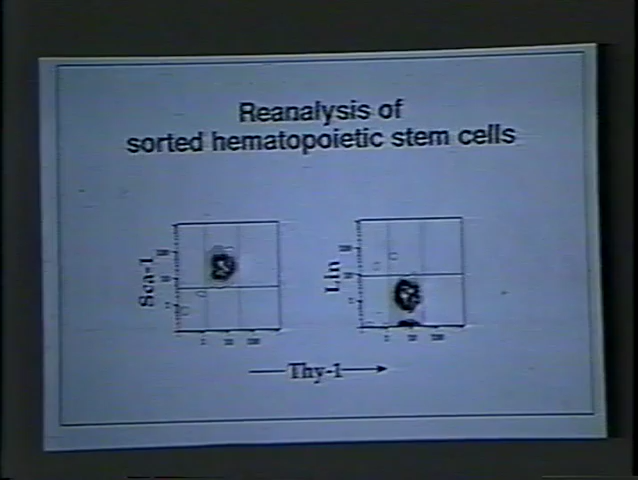 Reanalysis of
sorted hematopoietic stem cells
Sca-1
Lin
Thy-1